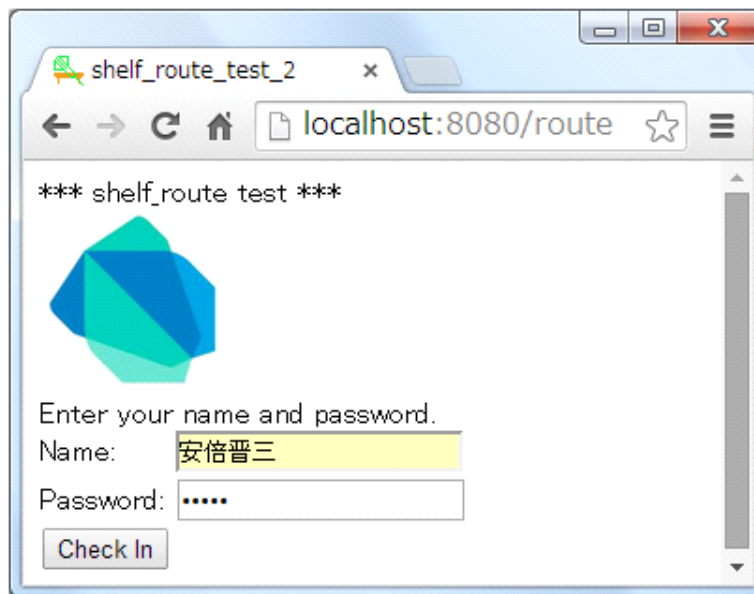 shelf_route_test_2
localhost:8080/route
*** shelf_route test ***
Enter your name and password.
Name: 安倍晋三
Password: •••••
Check In